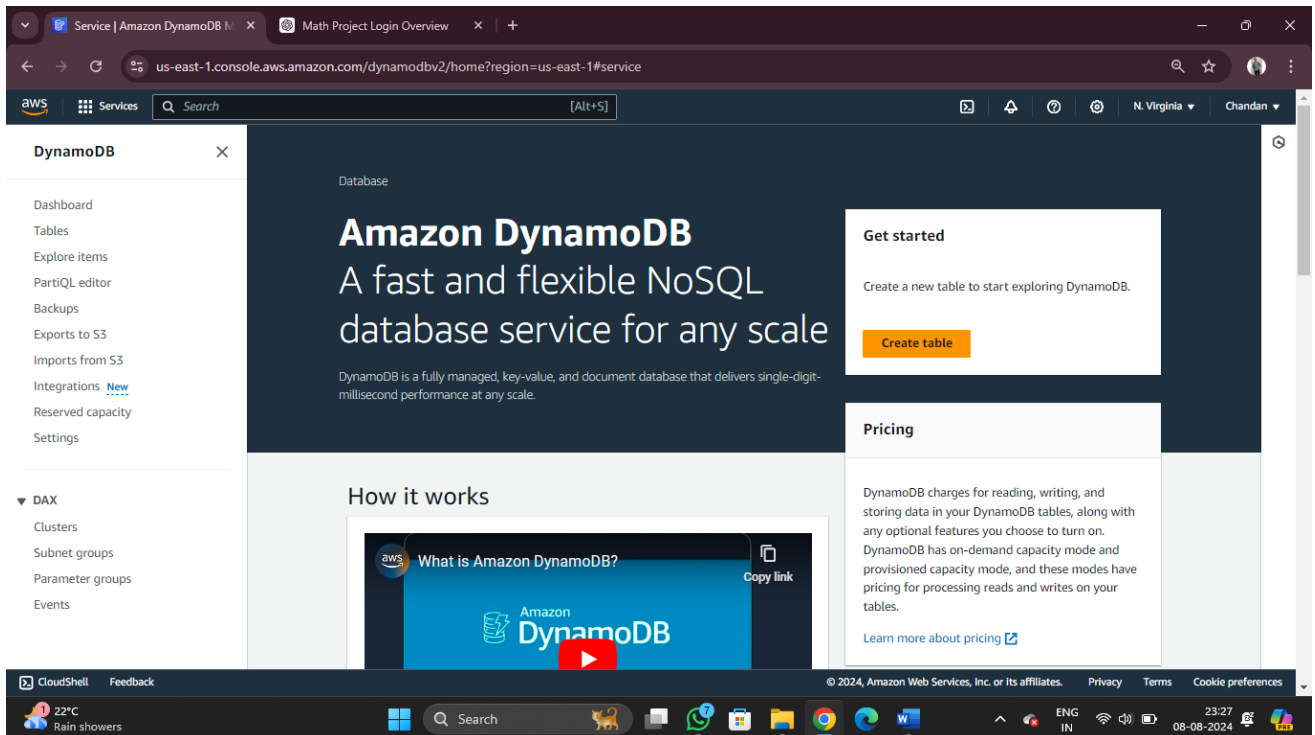 Service | Amazon DynamoDB M
Math Project Login Overview
us-east-1.console.aws.amazon.com/dynamodbv2/home?region=us-east-1#service
aws
Services
Search
[Alt+S]
N. Virginia
Chandan
DynamoDB
Dashboard
Tables
Explore items
PartiQL editor
Backups
Exports to S3
Imports from S3
Integrations New
Reserved capacity
Settings
DAX
Clusters
Subnet groups
Parameter groups
Events
Database
Amazon DynamoDB
A fast and flexible NoSQL
database service for any scale
DynamoDB is a fully managed, key-value, and document database that delivers single-digit-
millisecond performance at any scale.
Get started
Create a new table to start exploring DynamoDB.
Create table
Pricing
DynamoDB charges for reading, writing, and
storing data in your DynamoDB tables, along with
any optional features you choose to turn on.
DynamoDB has on-demand capacity mode and
provisioned capacity mode, and these modes have
pricing for processing reads and writes on your
tables.
Learn more about pricing
How it works
aws
What is Amazon DynamoDB?
Copy link
Amazon
DynamoDB
CloudShell
Feedback
© 2024, Amazon Web Services, Inc. or its affiliates.
Privacy
Terms
Cookie preferences
1
22°C
Rain showers
Search
7
ENG
IN
23:27
08-08-2024
PRE